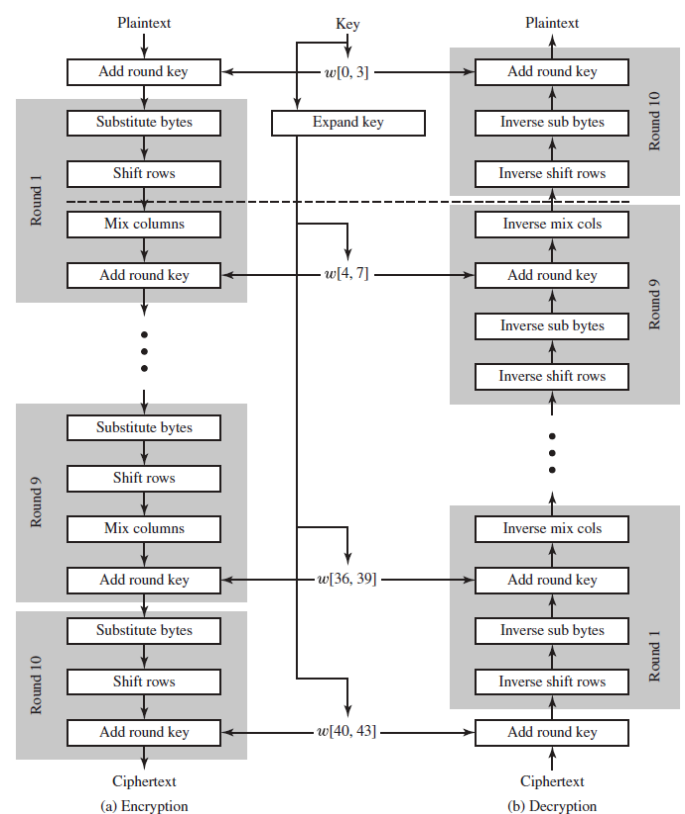 Plaintext
Key
Plaintext
Add round key
w[0, 3]
Add round key
Round 1
Substitute bytes
Expand key
Inverse sub bytes
Round 10
Shift rows
Inverse shift rows
Mix columns
Inverse mix cols
Add round key
w[4, 7]
Add round key
Round 9
Inverse sub bytes
Inverse shift rows
Round 9
Substitute bytes
Shift rows
Mix columns
Inverse mix cols
Add round key
w[36, 39]
Add round key
Round 1
Round 10
Substitute bytes
Inverse sub bytes
Shift rows
Inverse shift rows
Add round key
w[40, 43]
Add round key
Ciphertext
Ciphertext
(a) Encryption
(b) Decryption